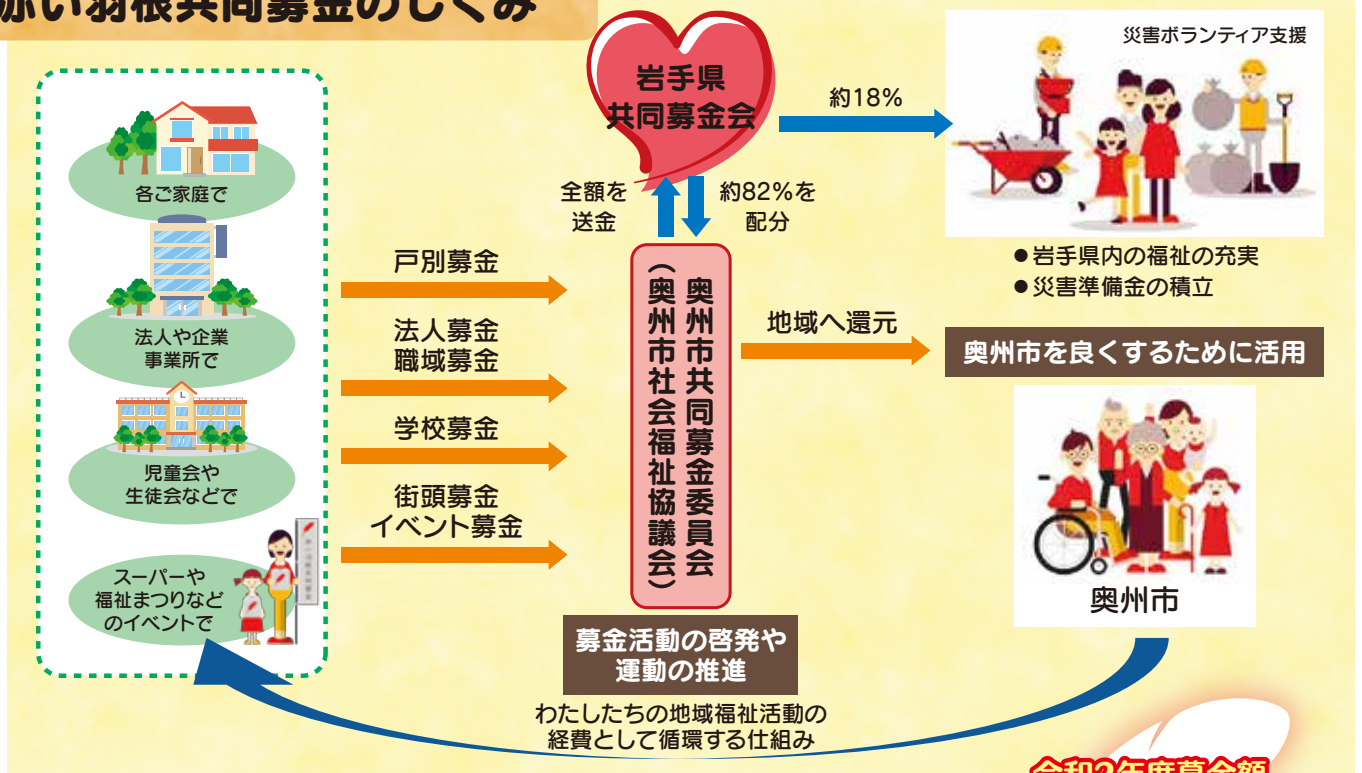 赤い羽根共同募金のしくみ
各ご家庭で
法人や企業
事業所で
児童会や
生徒会などで
スーパーや
福祉まつりなど
のイベントで
戸別募金
法人募金
職域募金
学校募金
街頭募金
イベント募金
岩手県
共同募金会
全額を
送金
約82%を
配分
奥州市共同募金委員会
(奥州市社会福祉協議会)
募金活動の啓発や
運動の推進
わたしたちの地域福祉活動の
経費として循環する仕組み
約18%
災害ボランティア支援
●岩手県内の福祉の充実
●災害準備金の積立
地域へ還元
奥州市を良くするために活用
奥州市
令和2年度募金額